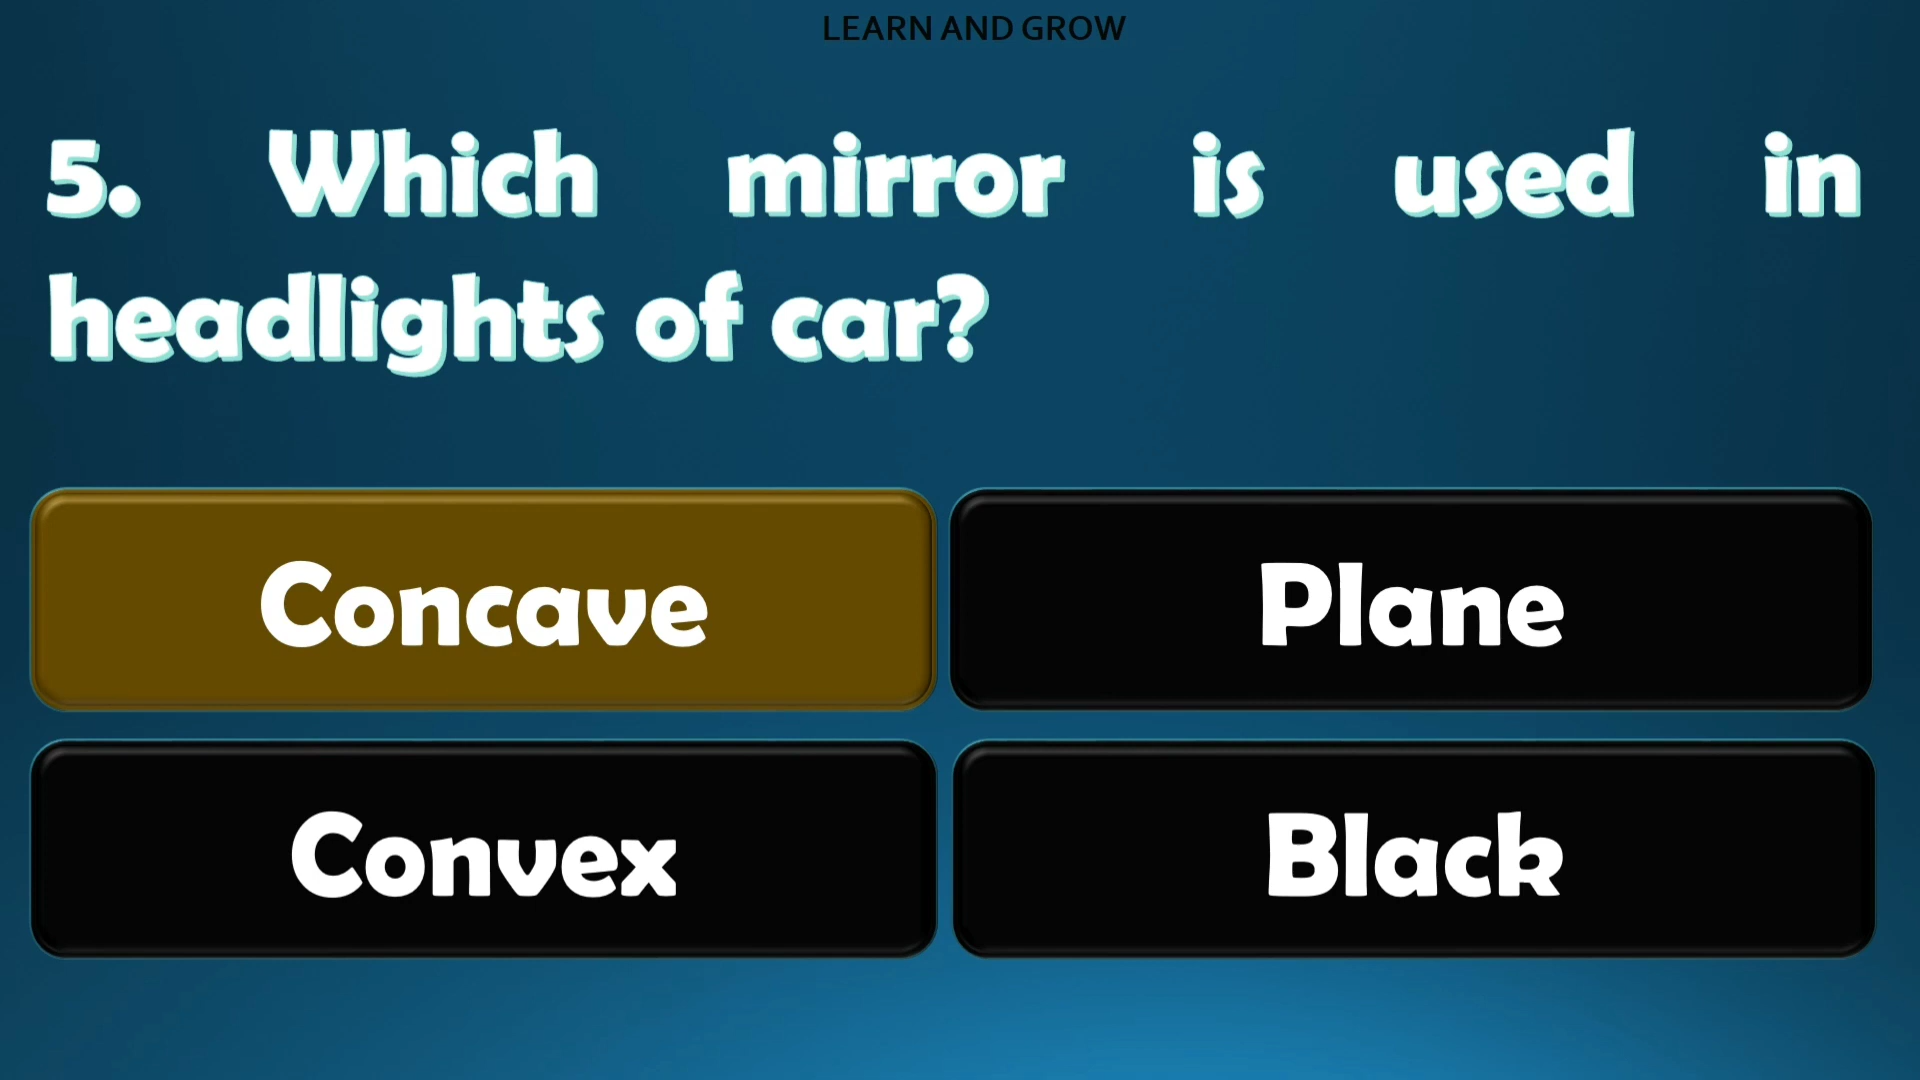 LEARN AND GROW
5. Which mirror is used in
headlights of car?
Concave
Plane
Convex
Black